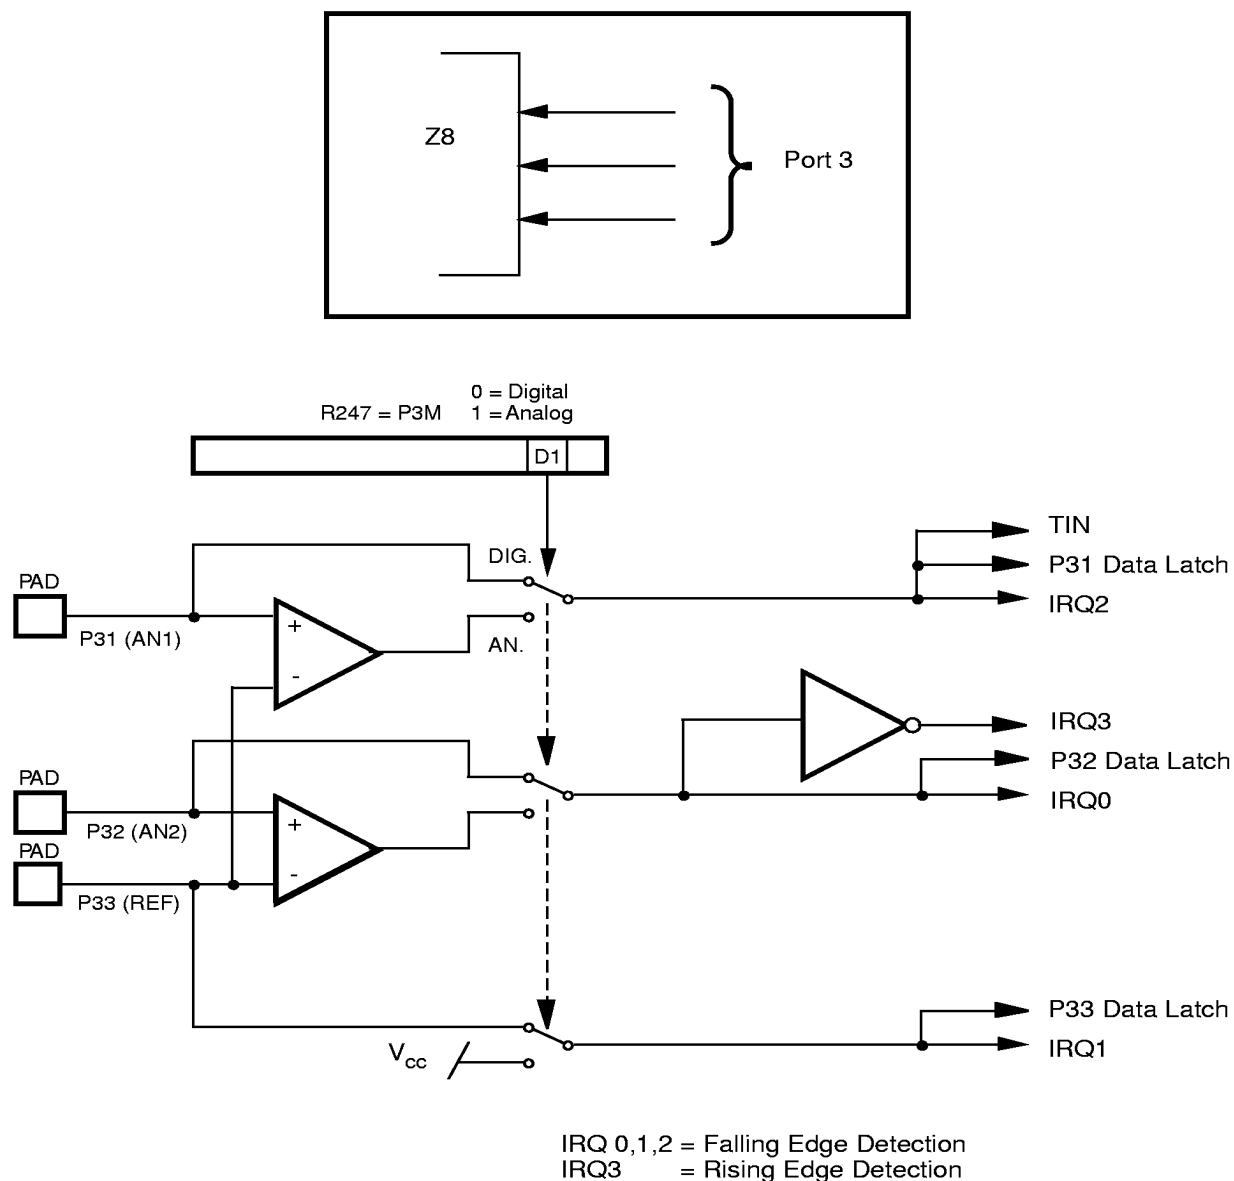 Z8
Port 3
0 = Digital
R247 = P3M 1 = Analog
D1
TIN
DIG.
P31 Data Latch
PAD
IRQ2
+
P31 (AN1)
AN.
-
IRQ3
P32 Data Latch
PAD
IRQ0
+
P32 (AN2)
PAD
-
P33 (REF)
P33 Data Latch
VCC
IRQ1
IRQ 0,1,2 = Falling Edge Detection
IRQ3 = Rising Edge Detection